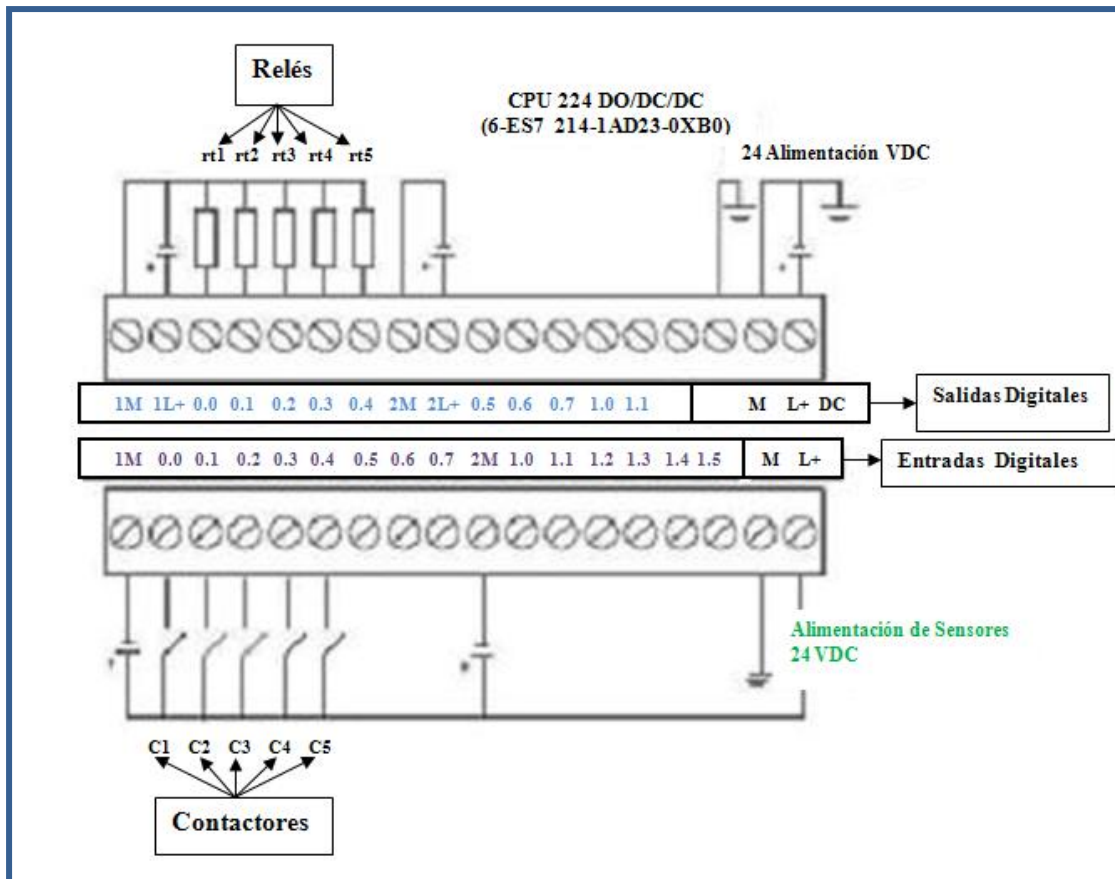 Relés
CPU 224 DO/DC/DC
(6-ES7 214-1AD23-0XB0)
rt1 rt2 rt3 rt4 rt5
24 Alimentación VDC
1M 1L+ 0.0 0.1 0.2 0.3 0.4 2M 2L+ 0.5 0.6 0.7 1.0 1.1 M L+ DC
Salidas Digitales
1M 0.0 0.1 0.2 0.3 0.4 0.5 0.6 0.7 2M 1.0 1.1 1.2 1.3 1.4 1.5 M L+
Entradas Digitales
Alimentación de Sensores
24 VDC
C1 C2 C3 C4 C5
Contactores